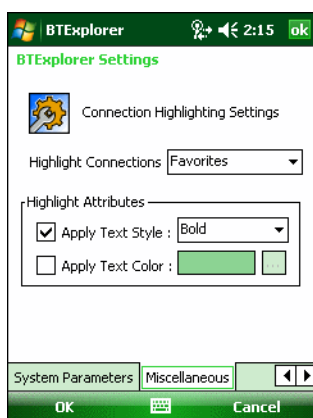 BTExplorer 2:15 ok
BTExplorer Settings
Connection Highlighting Settings
Highlight Connections Favorites
Highlight Attributes
Apply Text Style : Bold
Apply Text Color : ...
System Parameters Miscellaneous
OK Cancel